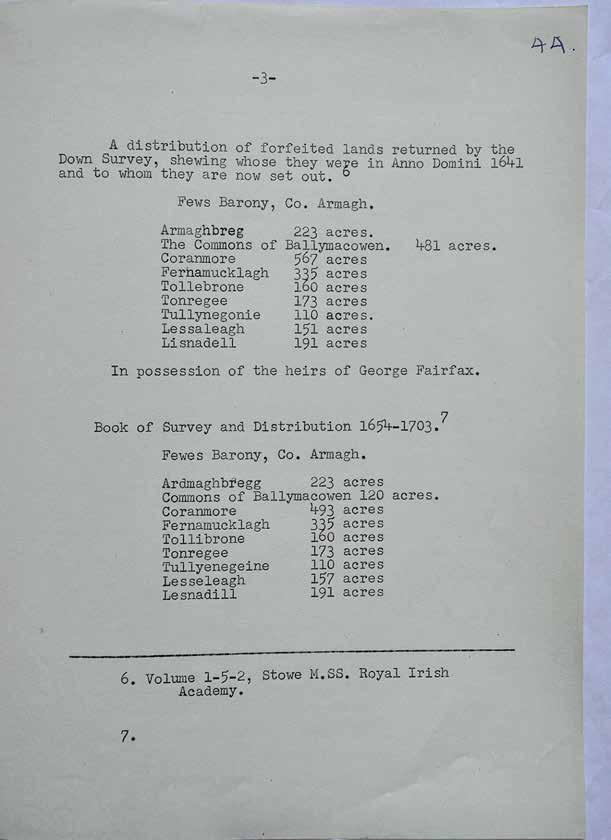 4A.
-3-
A distribution of forfeited lands returned by the
Down Survey, shewing whose they were in Anno Domini 1641
and to whom they are now set out. 6
Fews Barony, Co. Armagh.
Armaghbreg 223 acres.
The Commons of Ballymacowen. 481 acres.
Coranmore 567 acres
Fernamucklagh 335 acres
Tollebrone 160 acres
Tonregee 173 acres
Tullynegonie 110 acres.
Lessaleagh 151 acres
Lisnadell 191 acres
In possession of the heirs of George Fairfax.
Book of Survey and Distribution 1654-1703.7
Fewes Barony, Co. Armagh.
Ardmaghbregg 223 acres
Commons of Ballymacowen 120 acres.
Coranmore 493 acres
Fernamucklagh 335 acres
Tollibrone 160 acres
Tonregee 173 acres
Tullyenegeine 110 acres
Lesseleagh 157 acres
Lesnadill 191 acres
6. Volume 1-5-2, Stowe M.SS. Royal Irish
Academy.
7.